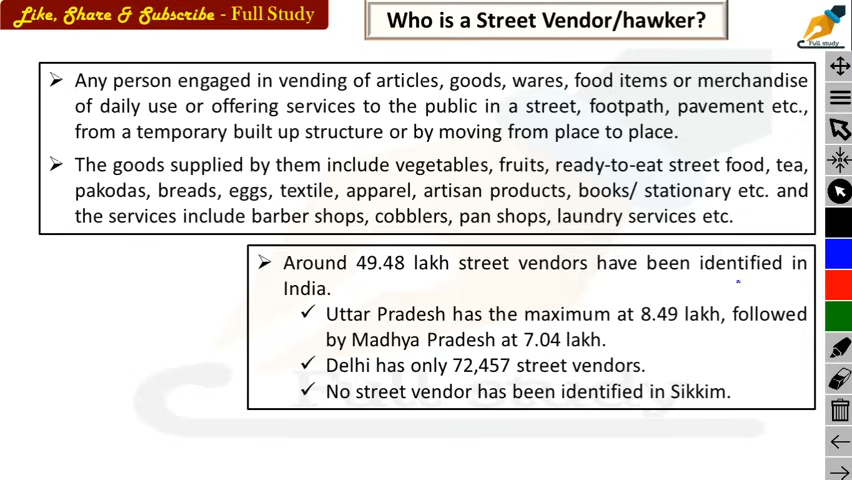 Like, Share & Subscribe - Full Study
Who is a Street Vendor/hawker?
Full study
➢ Any person engaged in vending of articles, goods, wares, food items or merchandise
of daily use or offering services to the public in a street, footpath, pavement etc.,
from a temporary built up structure or by moving from place to place.
➢ The goods supplied by them include vegetables, fruits, ready-to-eat street food, tea,
pakodas, breads, eggs, textile, apparel, artisan products, books/ stationary etc. and
the services include barber shops, cobblers, pan shops, laundry services etc.
➢ Around 49.48 lakh street vendors have been identified in
India.
✓ Uttar Pradesh has the maximum at 8.49 lakh, followed
by Madhya Pradesh at 7.04 lakh.
✓ Delhi has only 72,457 street vendors.
✓ No street vendor has been identified in Sikkim.
Full study